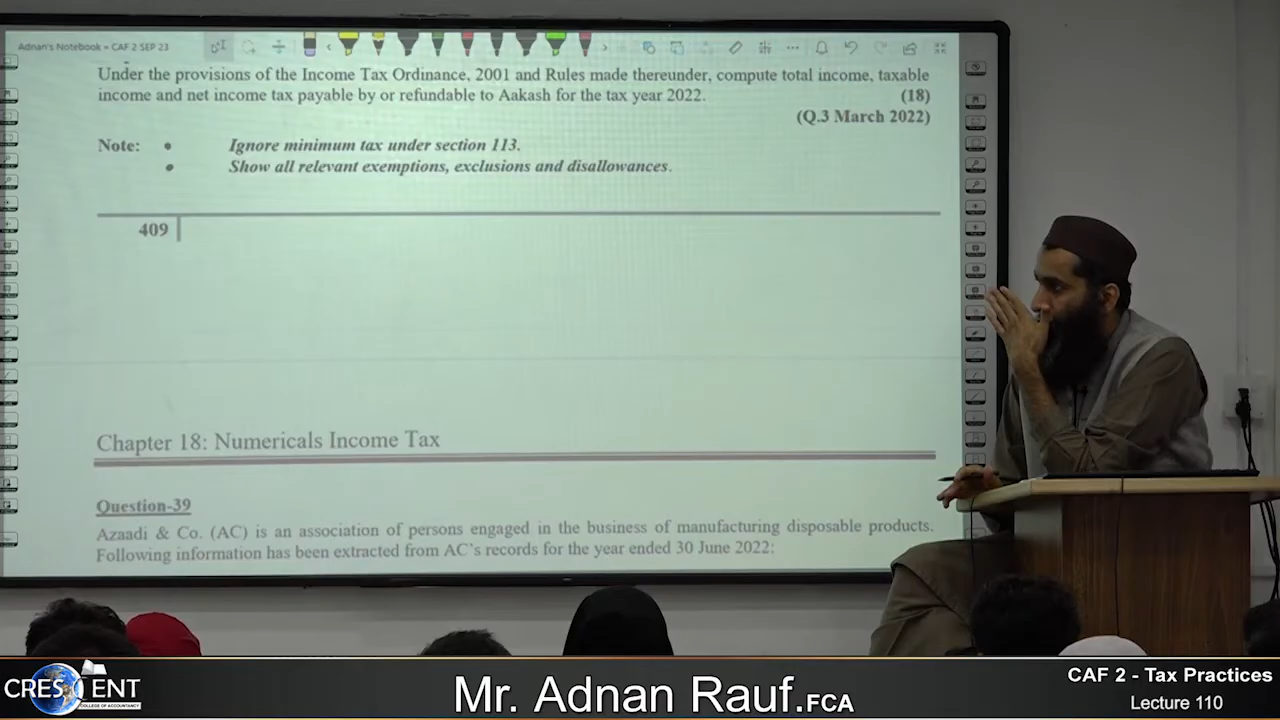 Adnan's Notebook » CAF 2 SEP 23
Under the provisions of the Income Tax Ordinance, 2001 and Rules made thereunder, compute total income, taxable
income and net income tax payable by or refundable to Aakash for the tax year 2022. (18)
(Q.3 March 2022)
Note: • Ignore minimum tax under section 113.
• Show all relevant exemptions, exclusions and disallowances.
409
Chapter 18: Numericals Income Tax
Question-39
Azaadi & Co. (AC) is an association of persons engaged in the business of manufacturing disposable products.
Following information has been extracted from AC's records for the year ended 30 June 2022:
CRESCENT
COLLEGE OF ACCOUNTANCY
Mr. Adnan Rauf.FCA
CAF 2 - Tax Practices
Lecture 110